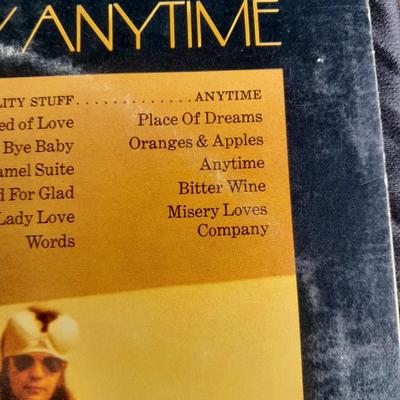 Y ANYTIME
LITY STUFF.............ANYTIME
ed of Love Place Of Dreams
Bye Baby Oranges & Apples
amel Suite Anytime
d For Glad Bitter Wine
Lady Love Misery Loves
Words Company